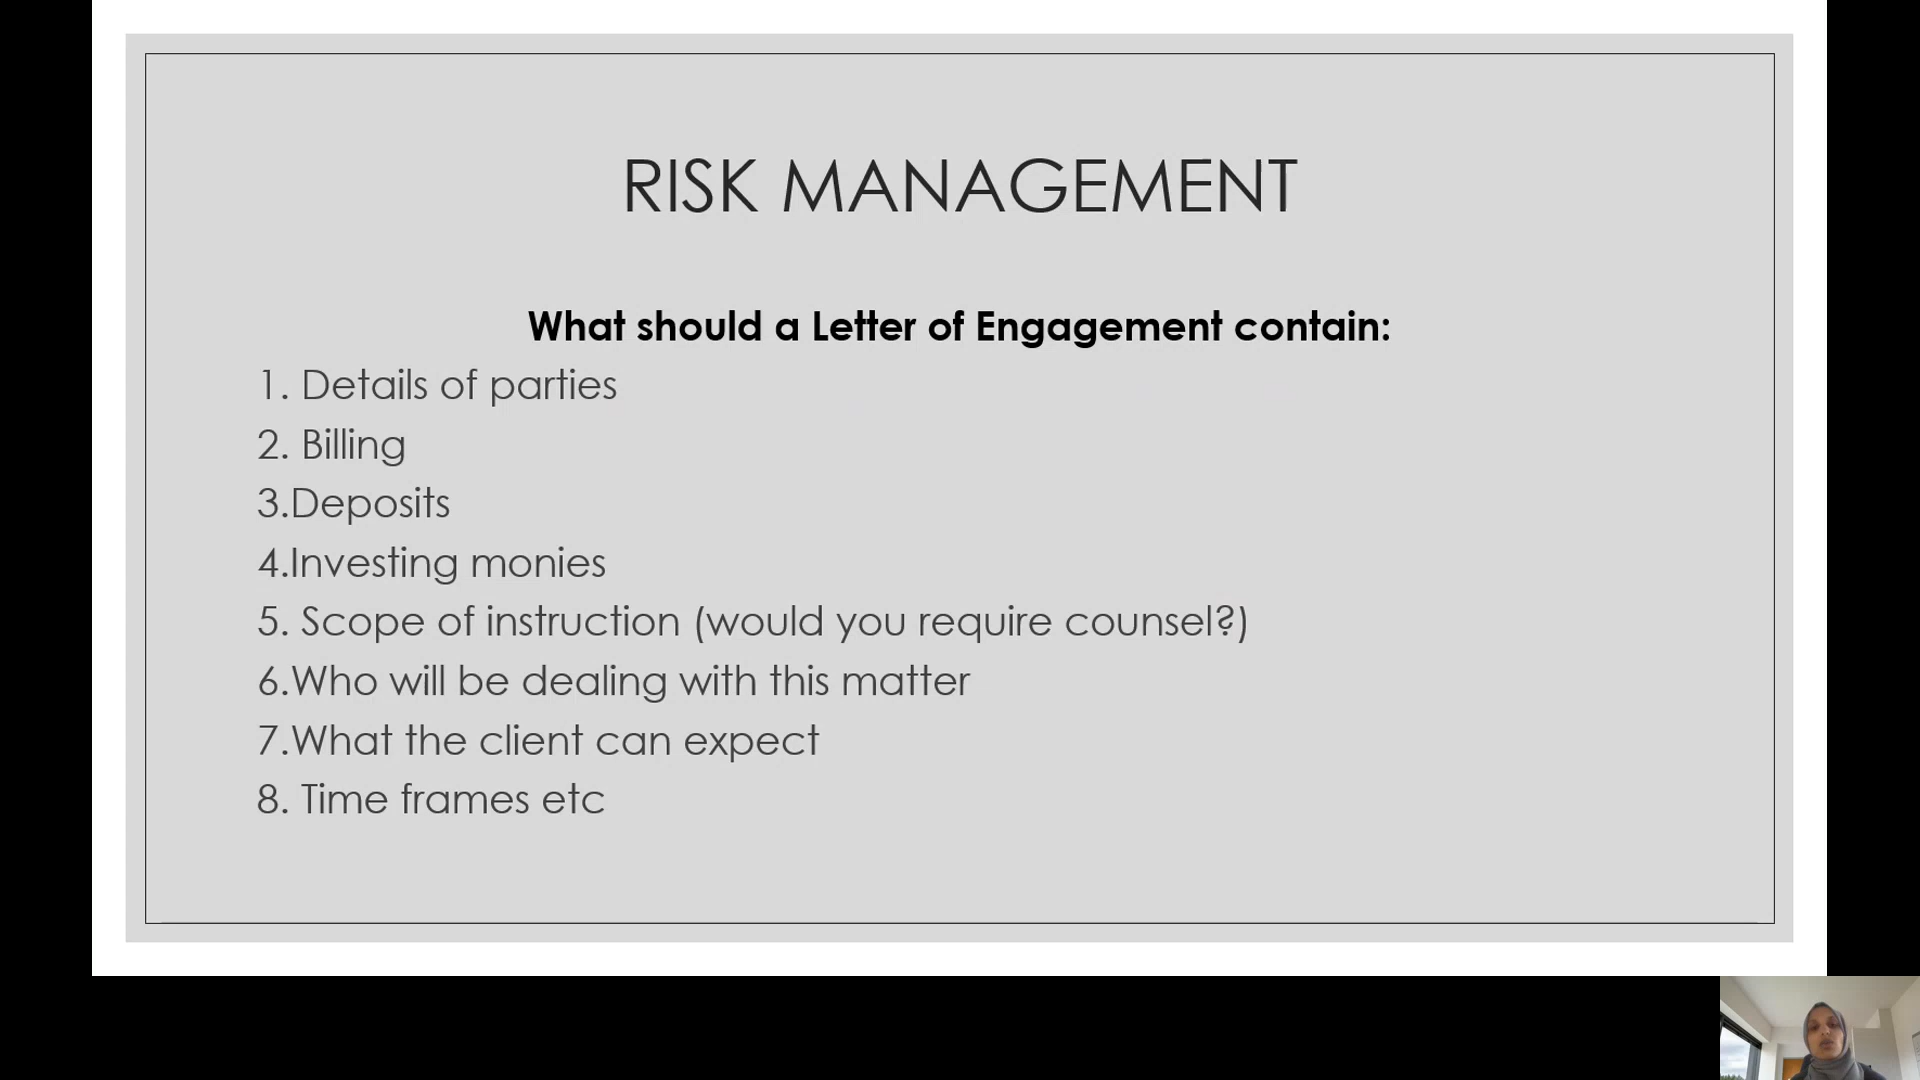 RISK MANAGEMENT
What should a Letter of Engagement contain:
1. Details of parties
2. Billing
3.Deposits
4.Investing monies
5. Scope of instruction (would you require counsel?)
6.Who will be dealing with this matter
7.What the client can expect
8. Time frames etc